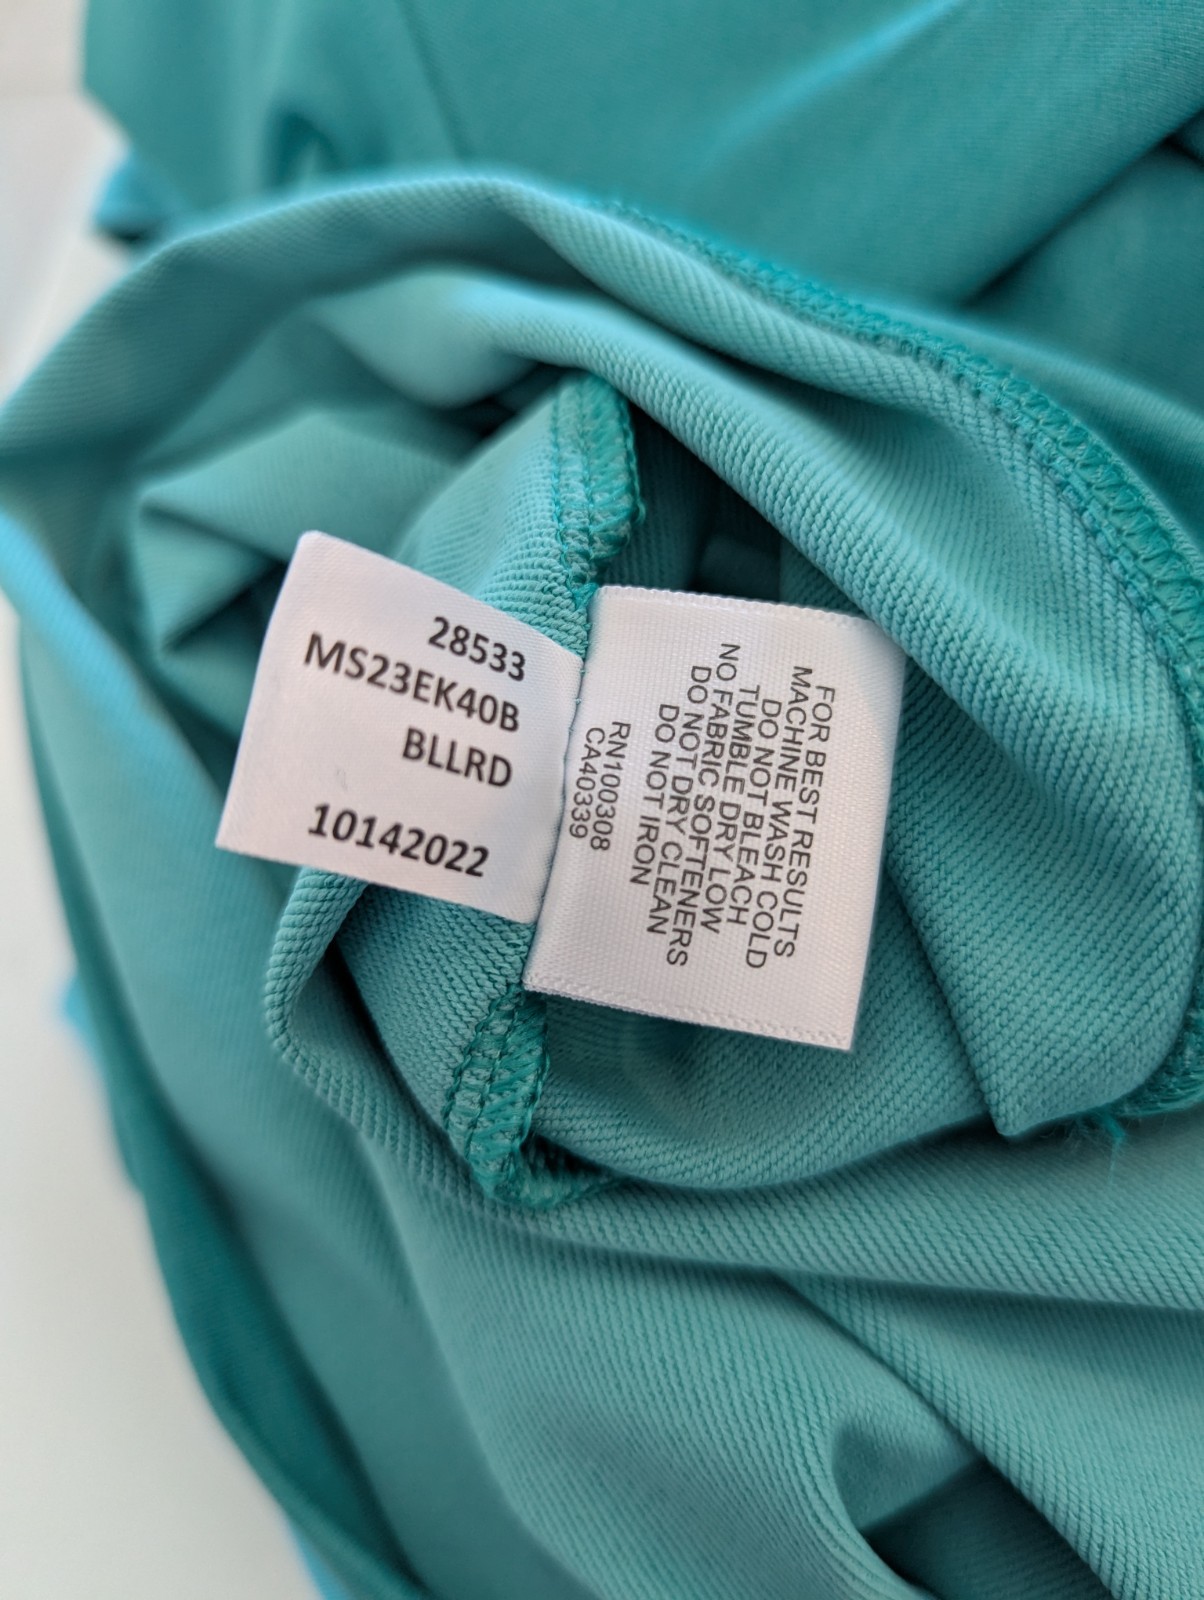 28533
MS23EK40B
BLLRD
10142022
FOR BEST RESULTS
MACHINE WASH COLD
DO NOT BLEACH
TUMBLE DRY LOW
NO FABRIC SOFTENERS
DO NOT DRY CLEAN
DO NOT IRON
RN100308
CA40339